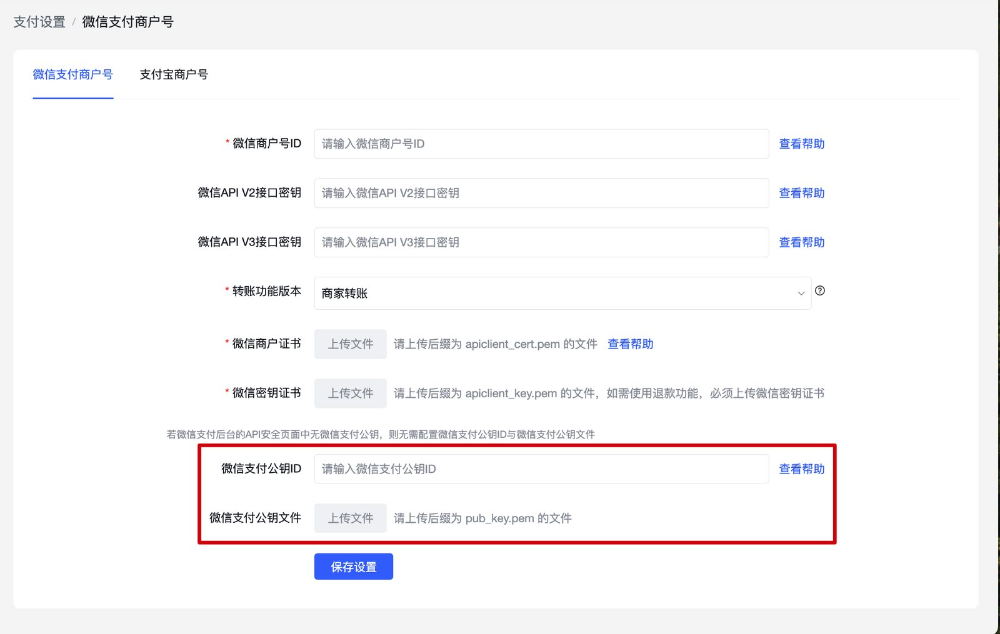 支付设置 / 微信支付商户号
微信支付商户号 支付宝商户号
* 微信商户号ID 请输入微信商户号ID 查看帮助
微信API V2接口密钥 请输入微信API V2接口密钥 查看帮助
微信API V3接口密钥 请输入微信API V3接口密钥 查看帮助
* 转账功能版本 商家转账
* 微信商户证书 上传文件 请上传后缀为 apiclient_cert.pem 的文件 查看帮助
* 微信密钥证书 上传文件 请上传后缀为 apiclient_key.pem 的文件，如需使用退款功能，必须上传微信密钥证书
若微信支付后台的API安全页面中无微信支付公钥，则无需配置微信支付公钥ID与微信支付公钥文件
微信支付公钥ID 请输入微信支付公钥ID 查看帮助
微信支付公钥文件 上传文件 请上传后缀为 pub_key.pem 的文件
保存设置